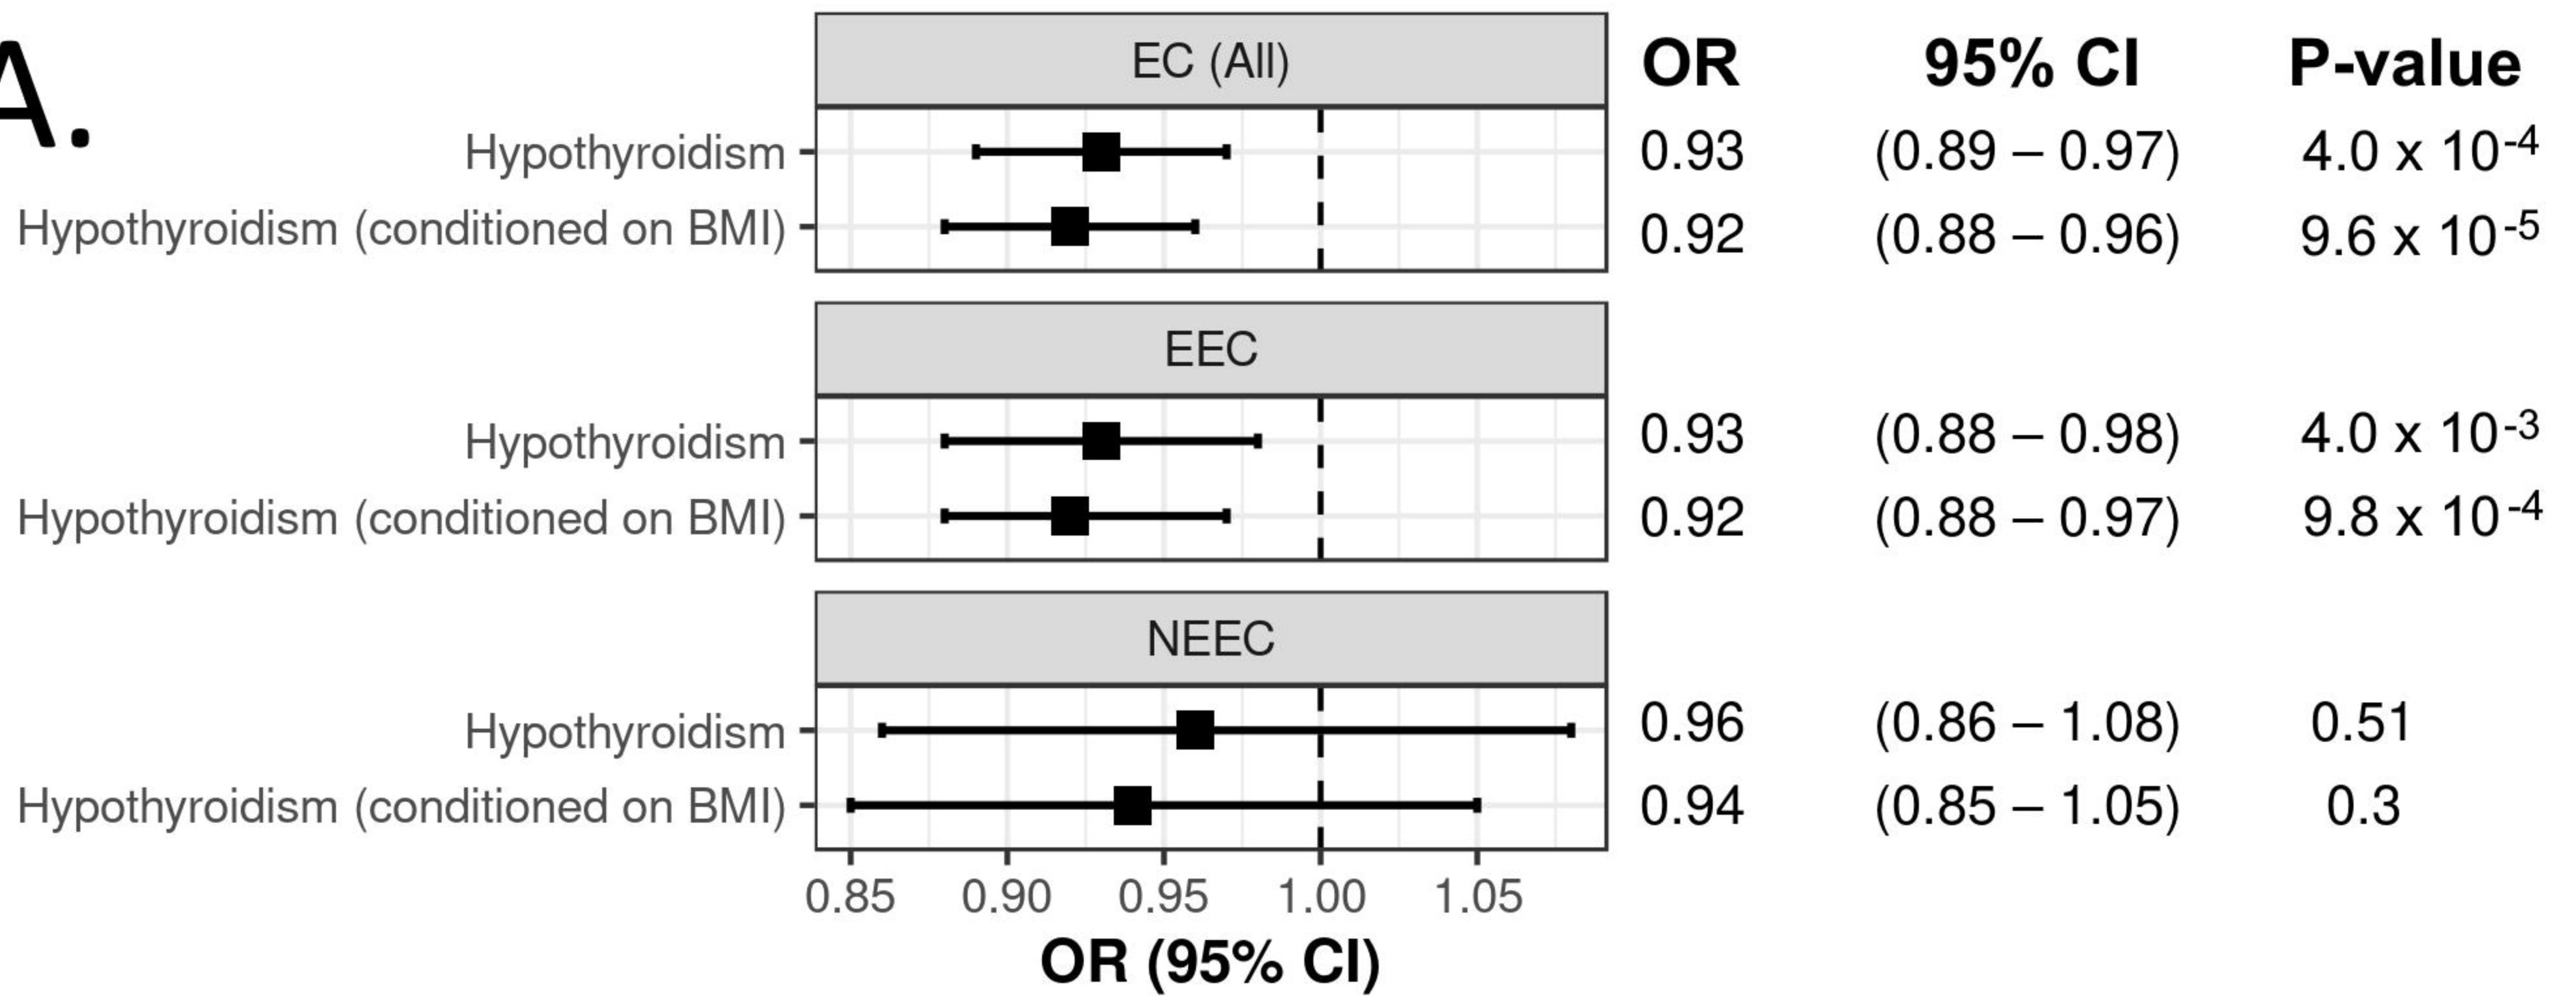 A.
EC (All) OR 95% CI P-value
Hypothyroidism 0.93 (0.89 – 0.97) 4.0 x 10-4
Hypothyroidism (conditioned on BMI) 0.92 (0.88 – 0.96) 9.6 x 10-5
EEC
Hypothyroidism 0.93 (0.88 – 0.98) 4.0 x 10-3
Hypothyroidism (conditioned on BMI) 0.92 (0.88 – 0.97) 9.8 x 10-4
NEEC
Hypothyroidism 0.96 (0.86 – 1.08) 0.51
Hypothyroidism (conditioned on BMI) 0.94 (0.85 – 1.05) 0.3
0.85 0.90 0.95 1.00 1.05
OR (95% CI)